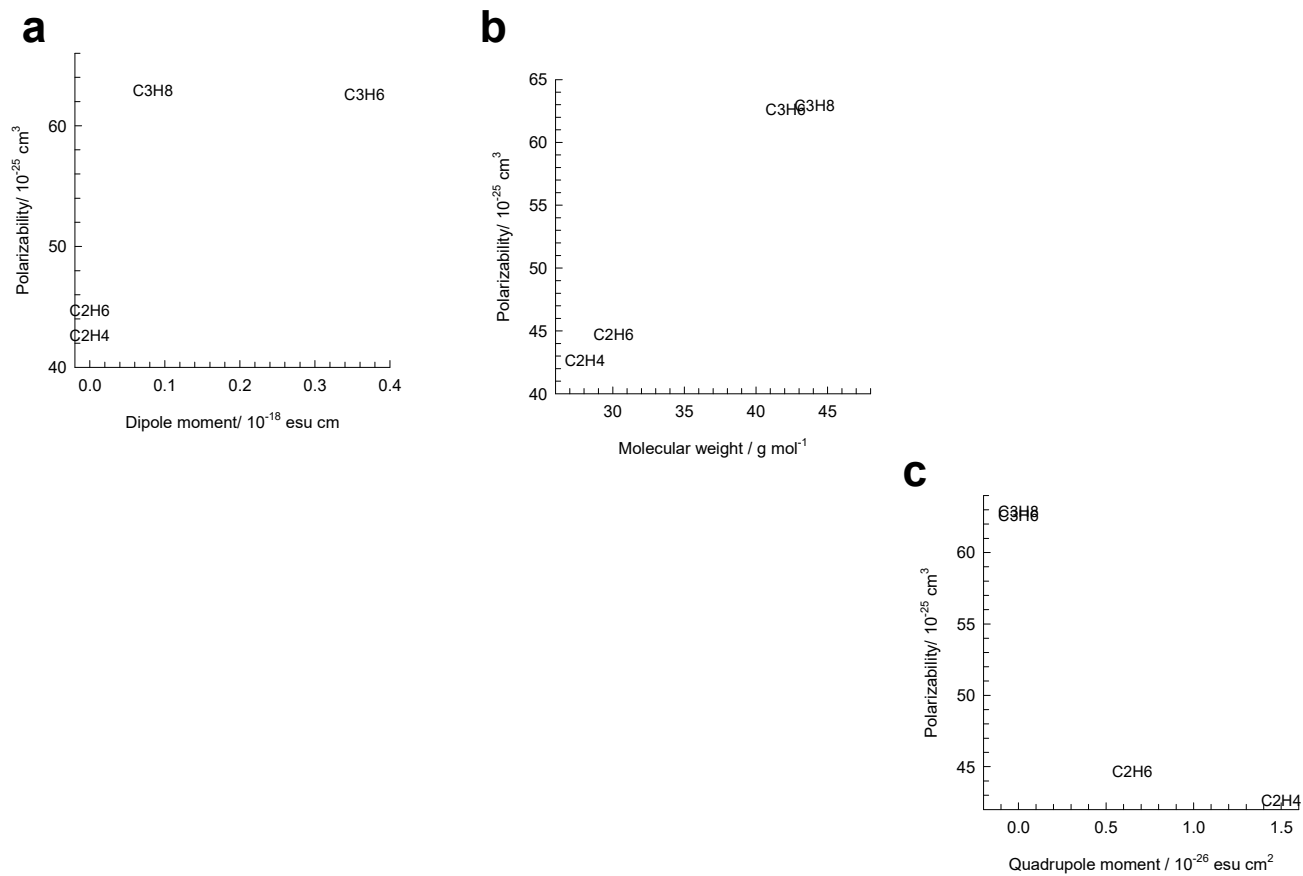 a
C3H8
C3H6
60
50
C2H6
C2H4
40
0.0 0.1 0.2 0.3 0.4
Polarizability/ 10⁻²⁵ cm³
Dipole moment/ 10⁻¹⁸ esu cm
b
65
C3H8
C3H6
60
55
50
45
C2H6
C2H4
40
30 35 40 45
Polarizability/ 10⁻²⁵ cm³
Molecular weight / g mol⁻¹
c
C3H8
C3H6
60
55
50
45
C2H6
C2H4
0.0 0.5 1.0 1.5
Polarizability/ 10⁻²⁵ cm³
Quadrupole moment / 10⁻²⁶ esu cm²